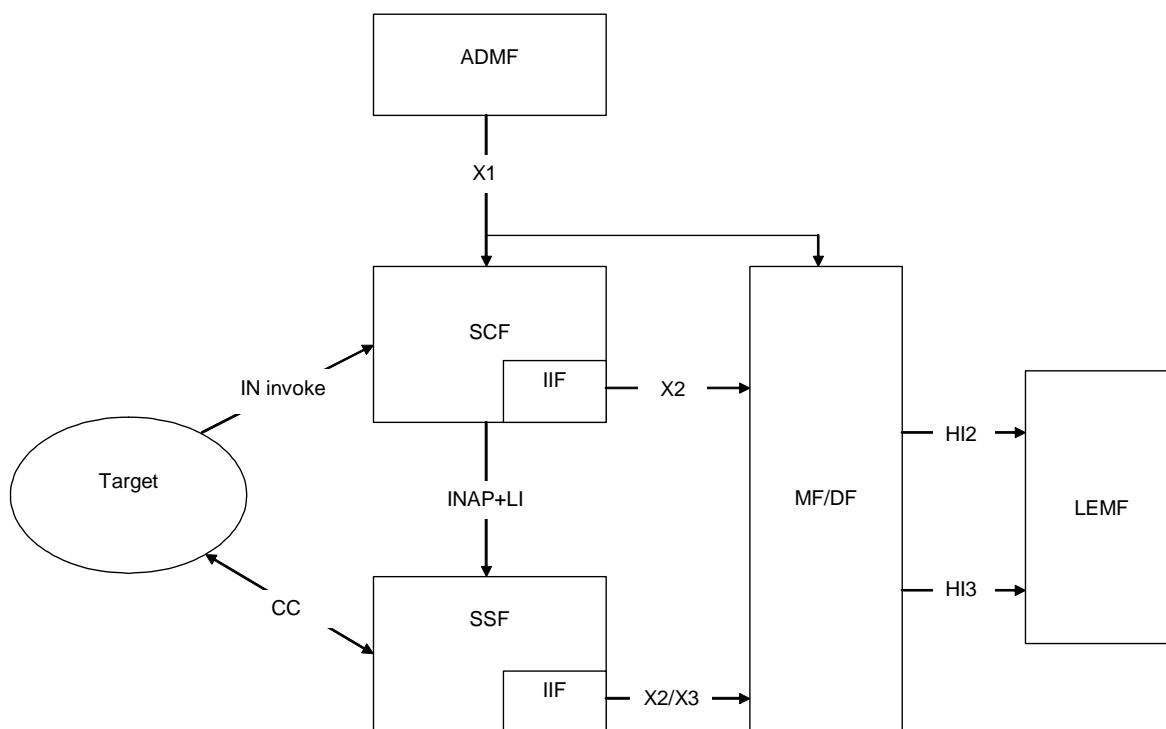 ADMF
X1
SCF
IIF
X2
IN invoke
HI2
Target
INAP+LI
MF/DF
LEMF
HI3
CC
SSF
IIF
X2/X3